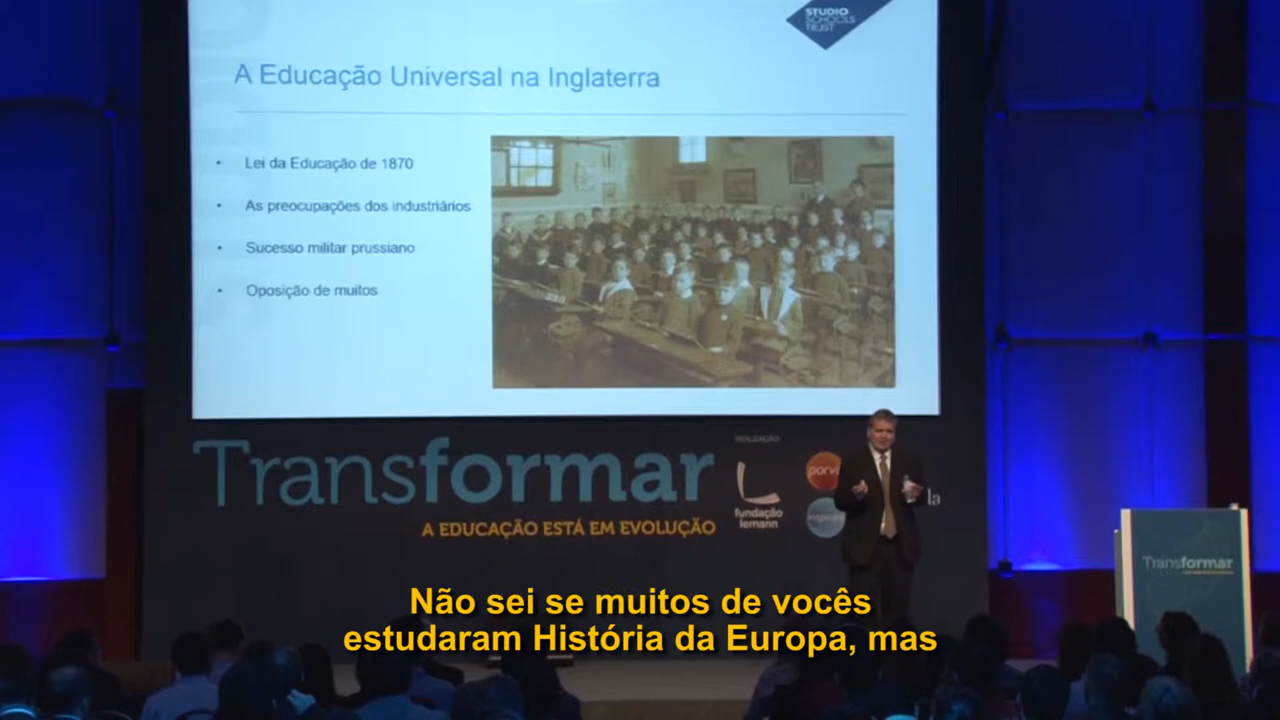 STUDIO
SCHOOLS
TRUST
A Educação Universal na Inglaterra
• Lei da Educação de 1870
• As preocupações dos industriários
• Sucesso militar prussiano
• Oposição de muitos
Transformar
A EDUCAÇÃO ESTÁ EM EVOLUÇÃO
REALIZAÇÃO
fundação
lemann
la
Transformar
Não sei se muitos de vocês
estudaram História da Europa, mas